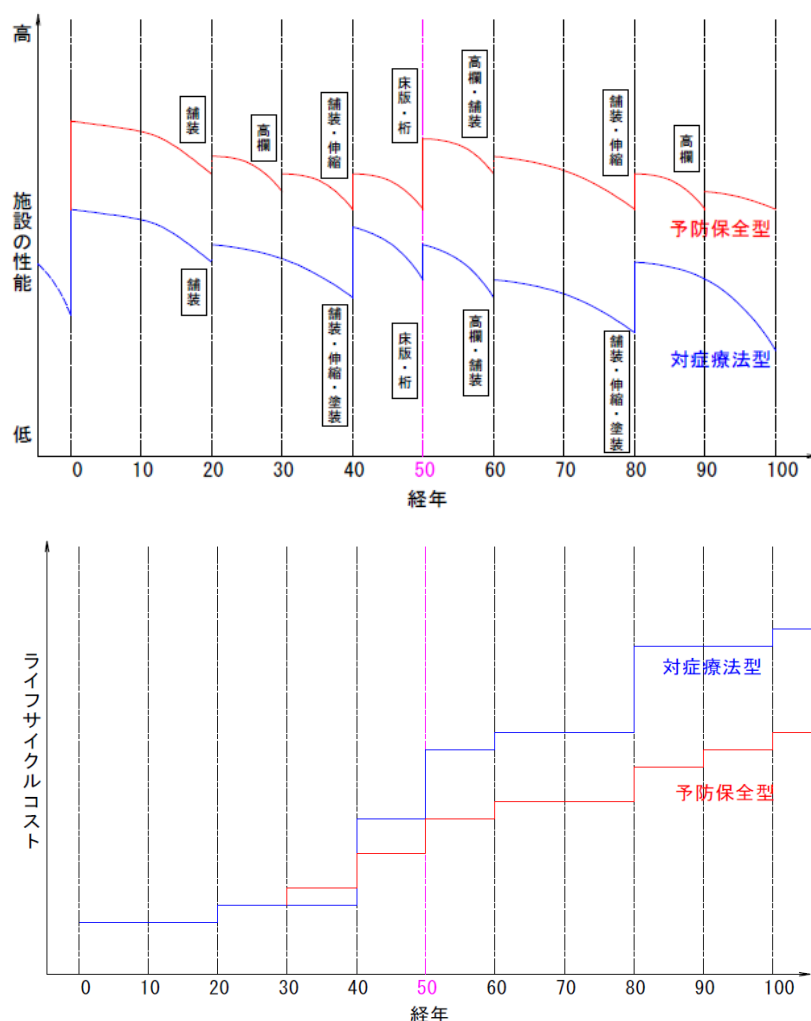 高
施設の性能
低
舗装
高欄
舗装・伸縮
床版・桁
高欄・舗装
舗装・伸縮
高欄
予防保全型
舗装
舗装・伸縮・塗装
床版・桁
高欄・舗装
舗装・伸縮・塗装
対症療法型
0 10 20 30 40 50 60 70 80 90 100
経年
ライフサイクルコスト
対症療法型
予防保全型
0 10 20 30 40 50 60 70 80 90 100
経年